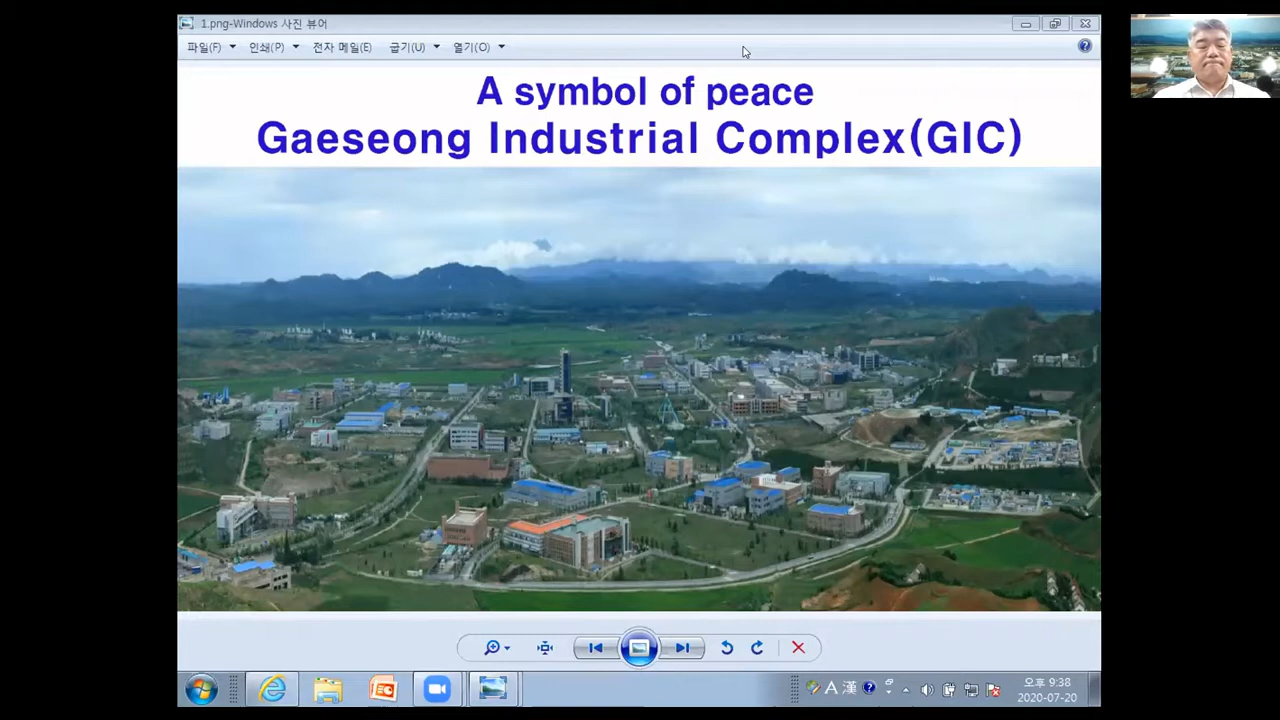 1.png-Windows 사진 뷰어
파일(F) 인쇄(P) 전자 메일(E) 굽기(U) 열기(O)
A symbol of peace
Gaeseong Industrial Complex(GIC)
A 漢
오후 9:38
2020-07-20